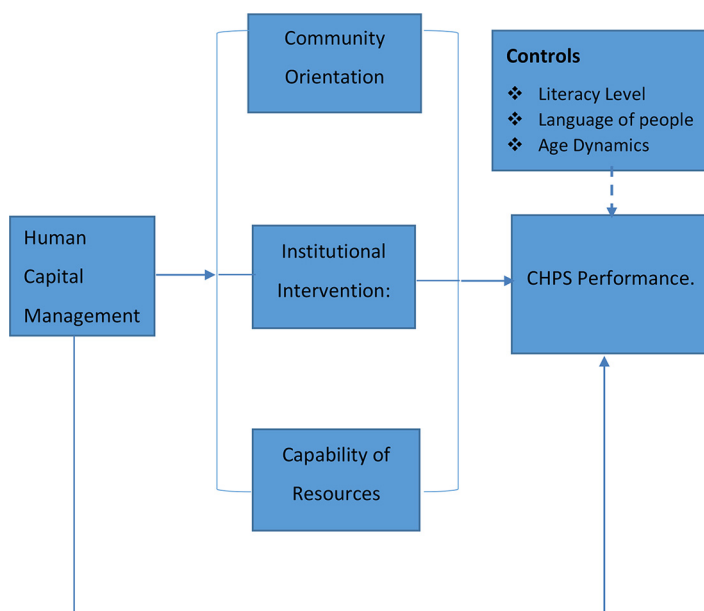 Community
Orientation
Controls
❖ Literacy Level
❖ Language of people
❖ Age Dynamics
Human
Capital
Management
Institutional
Intervention:
CHPS Performance.
Capability of
Resources